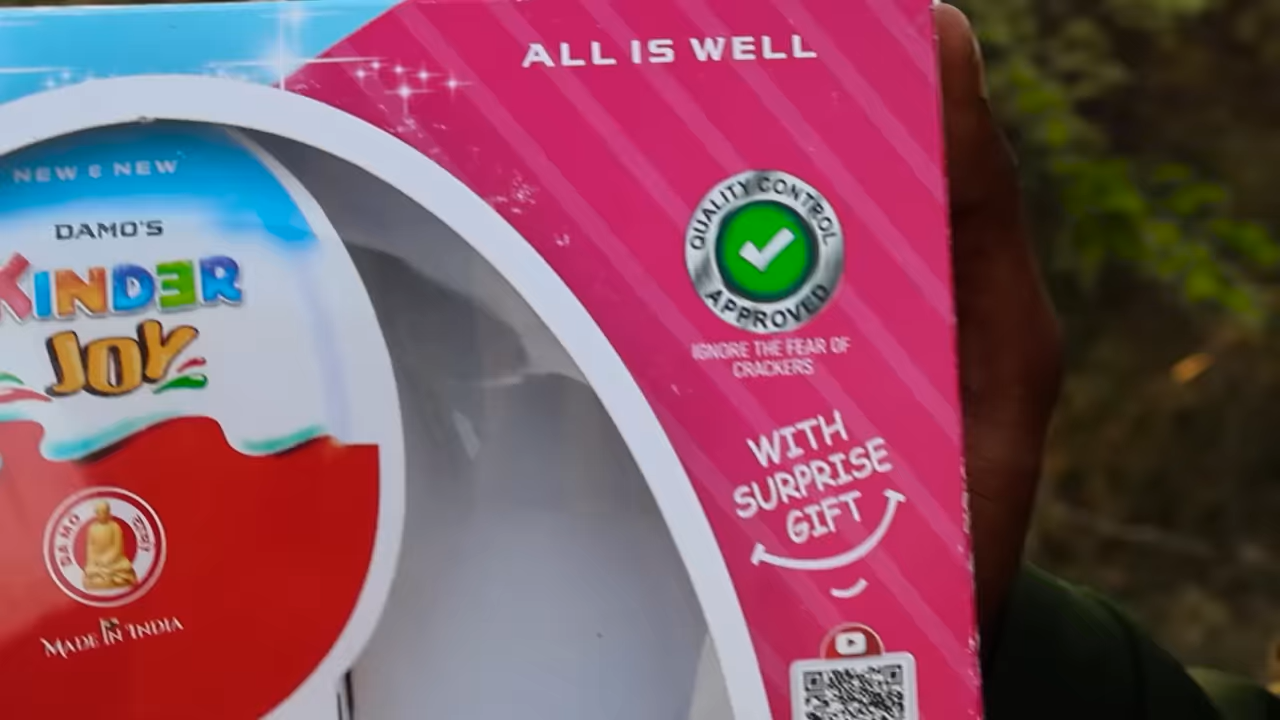 ALL IS WELL
NEW & NEW
DAMO'S
KINDER
JOY
QUALITY CONTROL
APPROVED
IGNORE THE FEAR OF
CRACKERS
WITH
SURPRISE
GIFT
DAMO
MADE IN INDIA